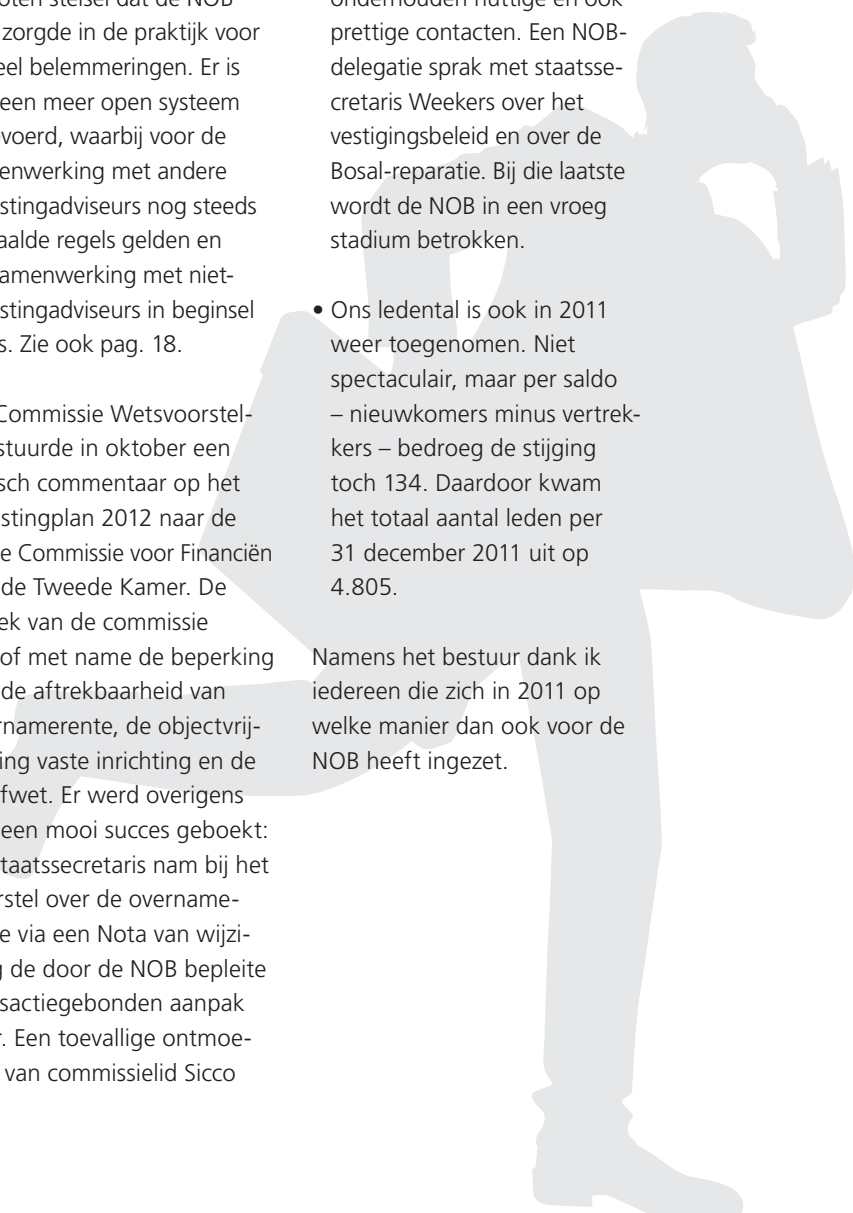 oten stelsel dat de NOB
zorgde in de praktijk voor
eel belemmeringen. Er is
een meer open systeem
voerd, waarbij voor de
enwerking met andere
stingadviseurs nog steeds
aalde regels gelden en
amenwerking met niet-
stingadviseurs in beginsel
s. Zie ook pag. 18.
Commissie Wetsvoorstel-
stuurde in oktober een
sch commentaar op het
stingplan 2012 naar de
e Commissie voor Financiën
de Tweede Kamer. De
ek van de commissie
of met name de beperking
de aftrekbaarheid van
rnamerente, de objectvrij-
ing vaste inrichting en de
fwet. Er werd overigens
een mooi succes geboekt:
taatssecretaris nam bij het
rstel over de overname-
e via een Nota van wijzi-
g de door de NOB bepleite
sactiegebonden aanpak
r. Een toevallige ontmoe-
van commissielid Sicco
onderhouden nuttige en ook
prettige contacten. Een NOB-
delegatie sprak met staatsse-
cretaris Weekers over het
vestigingsbeleid en over de
Bosal-reparatie. Bij die laatste
wordt de NOB in een vroeg
stadium betrokken.
• Ons ledental is ook in 2011
weer toegenomen. Niet
spectaculair, maar per saldo
– nieuwkomers minus vertrek-
kers – bedroeg de stijging
toch 134. Daardoor kwam
het totaal aantal leden per
31 december 2011 uit op
4.805.
Namens het bestuur dank ik
iedereen die zich in 2011 op
welke manier dan ook voor de
NOB heeft ingezet.